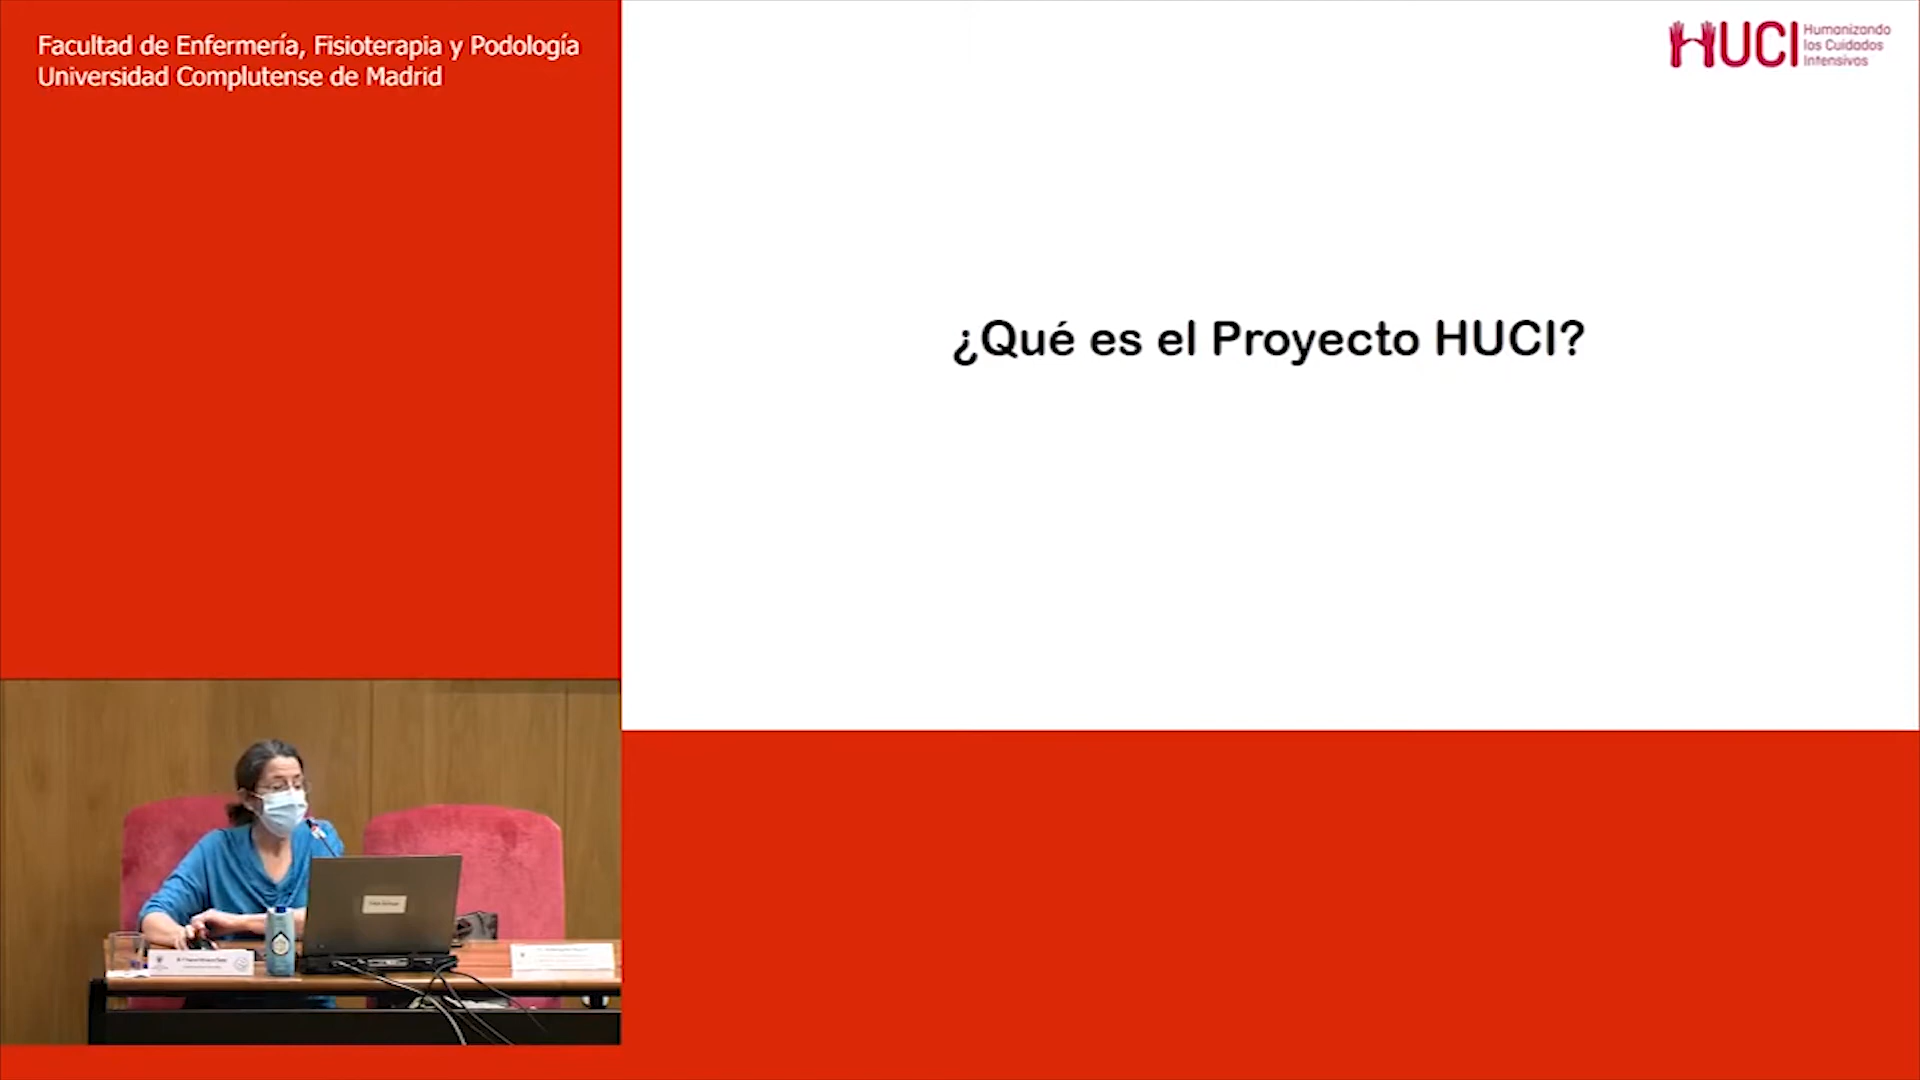 Facultad de Enfermería, Fisioterapia y Podología
Universidad Complutense de Madrid
HUCI
Humanizando
los Cuidados
Intensivos
¿Qué es el Proyecto HUCI?